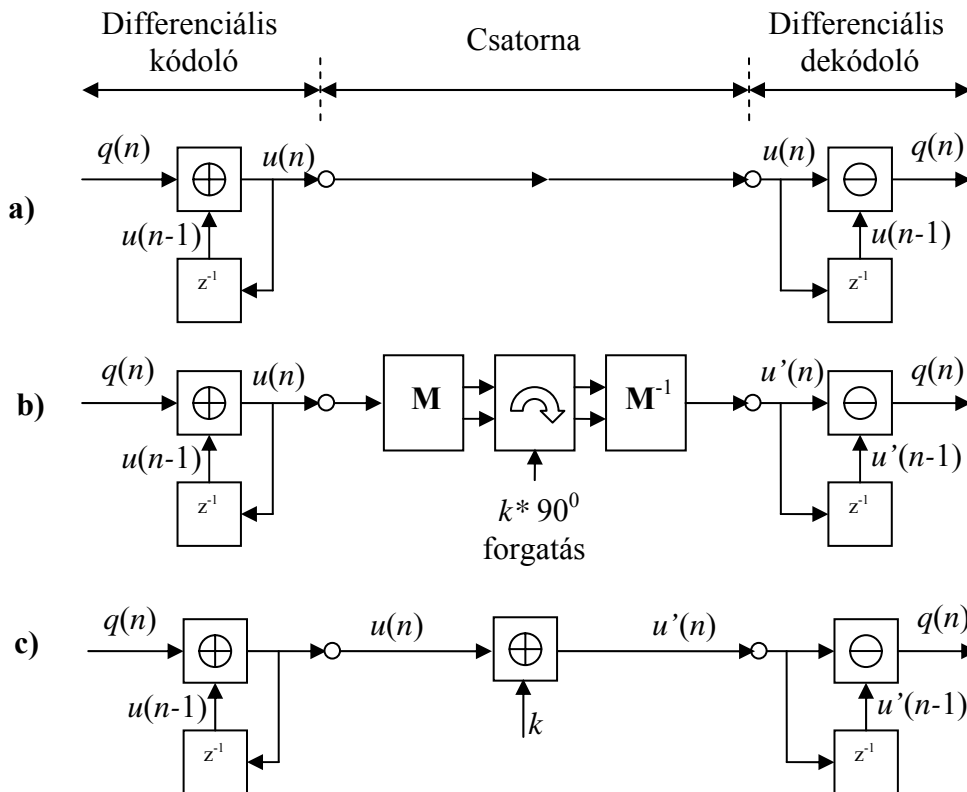 Differenciális
kódoló
Csatorna
Differenciális
dekódoló
a)
q(n)
u(n)
u(n)
q(n)
u(n-1)
u(n-1)
z⁻¹
z⁻¹
b)
q(n)
u(n)
M
M⁻¹
u’(n)
q(n)
u(n-1)
u’(n-1)
z⁻¹
z⁻¹
k* 90⁰
forgatás
c)
q(n)
u(n)
u’(n)
q(n)
u(n-1)
k
u’(n-1)
z⁻¹
z⁻¹